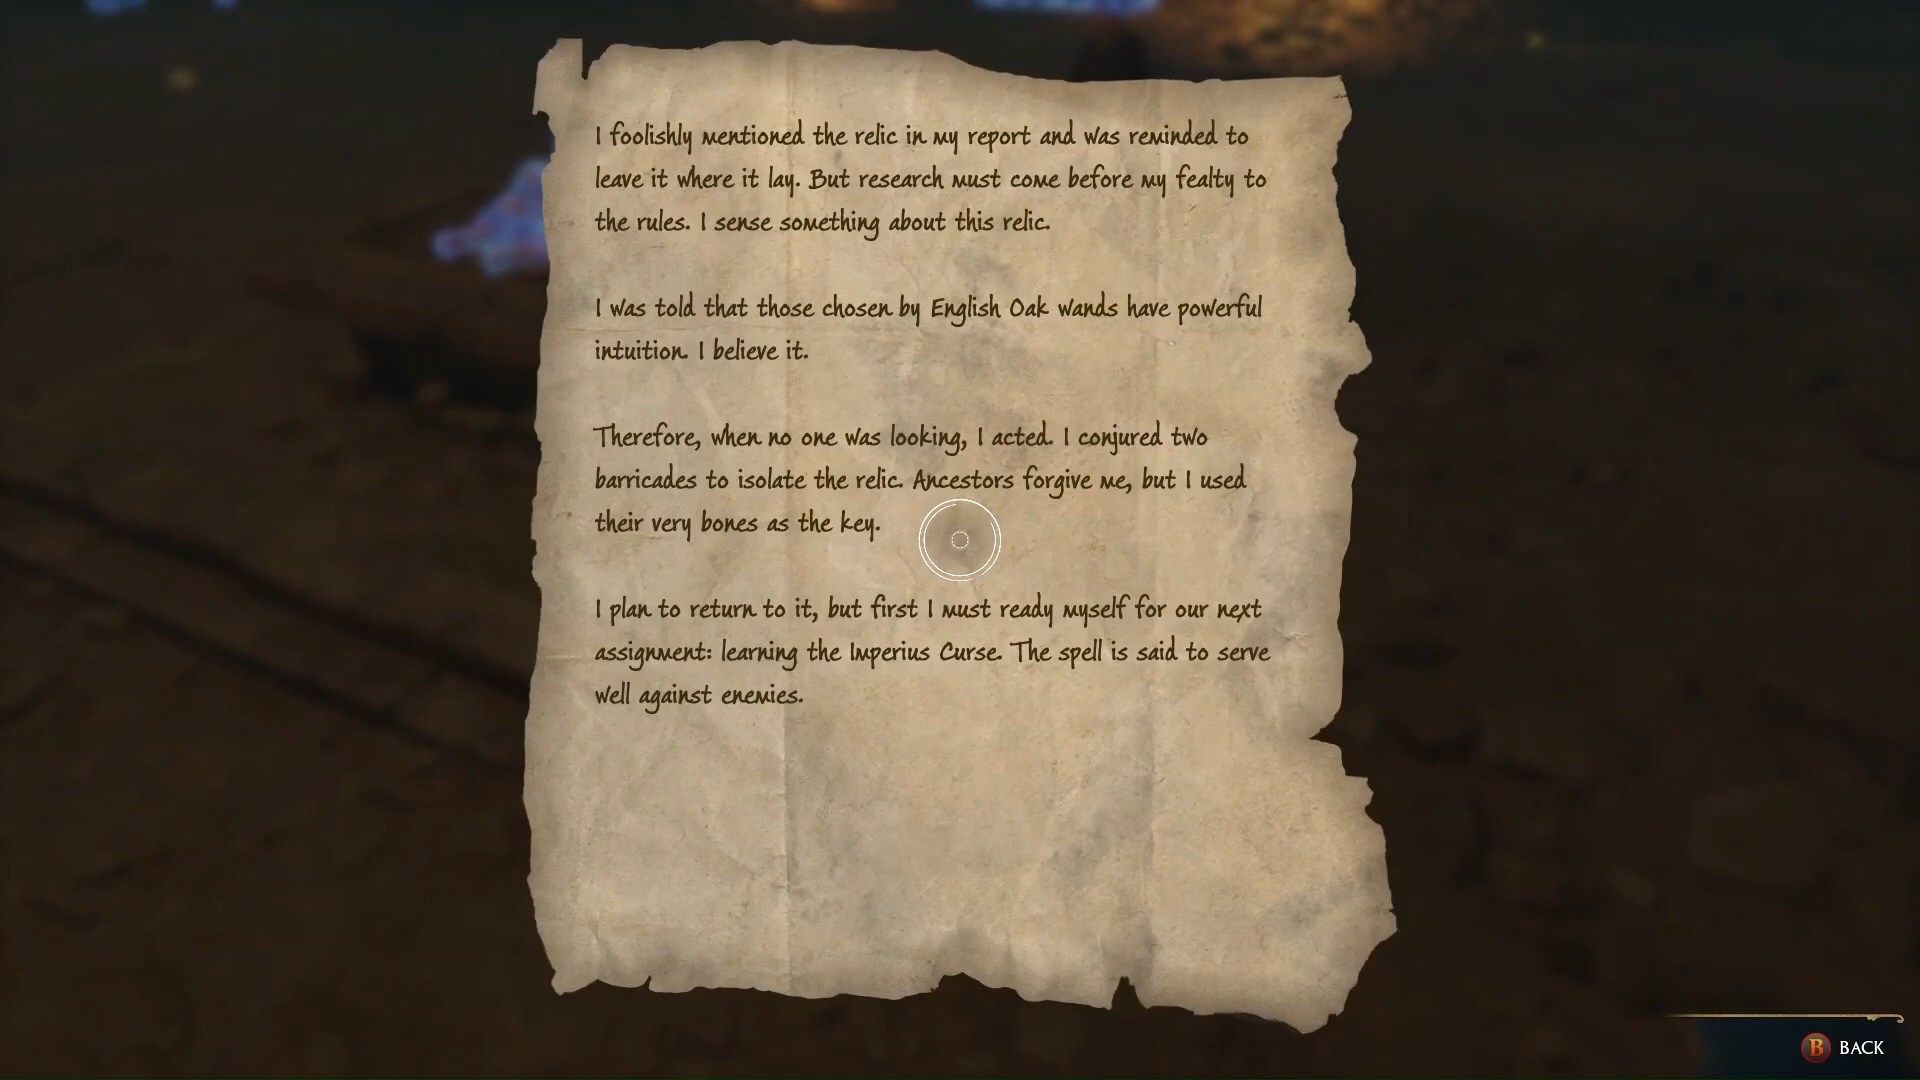 I foolishly mentioned the relic in my report and was reminded to
leave it where it lay. But research must come before my fealty to
the rules. I sense something about this relic.
I was told that those chosen by English Oak wands have powerful
intuition. I believe it.
Therefore, when no one was looking, I acted. I conjured two
barricades to isolate the relic. Ancestors forgive me, but I used
their very bones as the key.
I plan to return to it, but first I must ready myself for our next
assignment: learning the Imperius Curse. The spell is said to serve
well against enemies.
B BACK